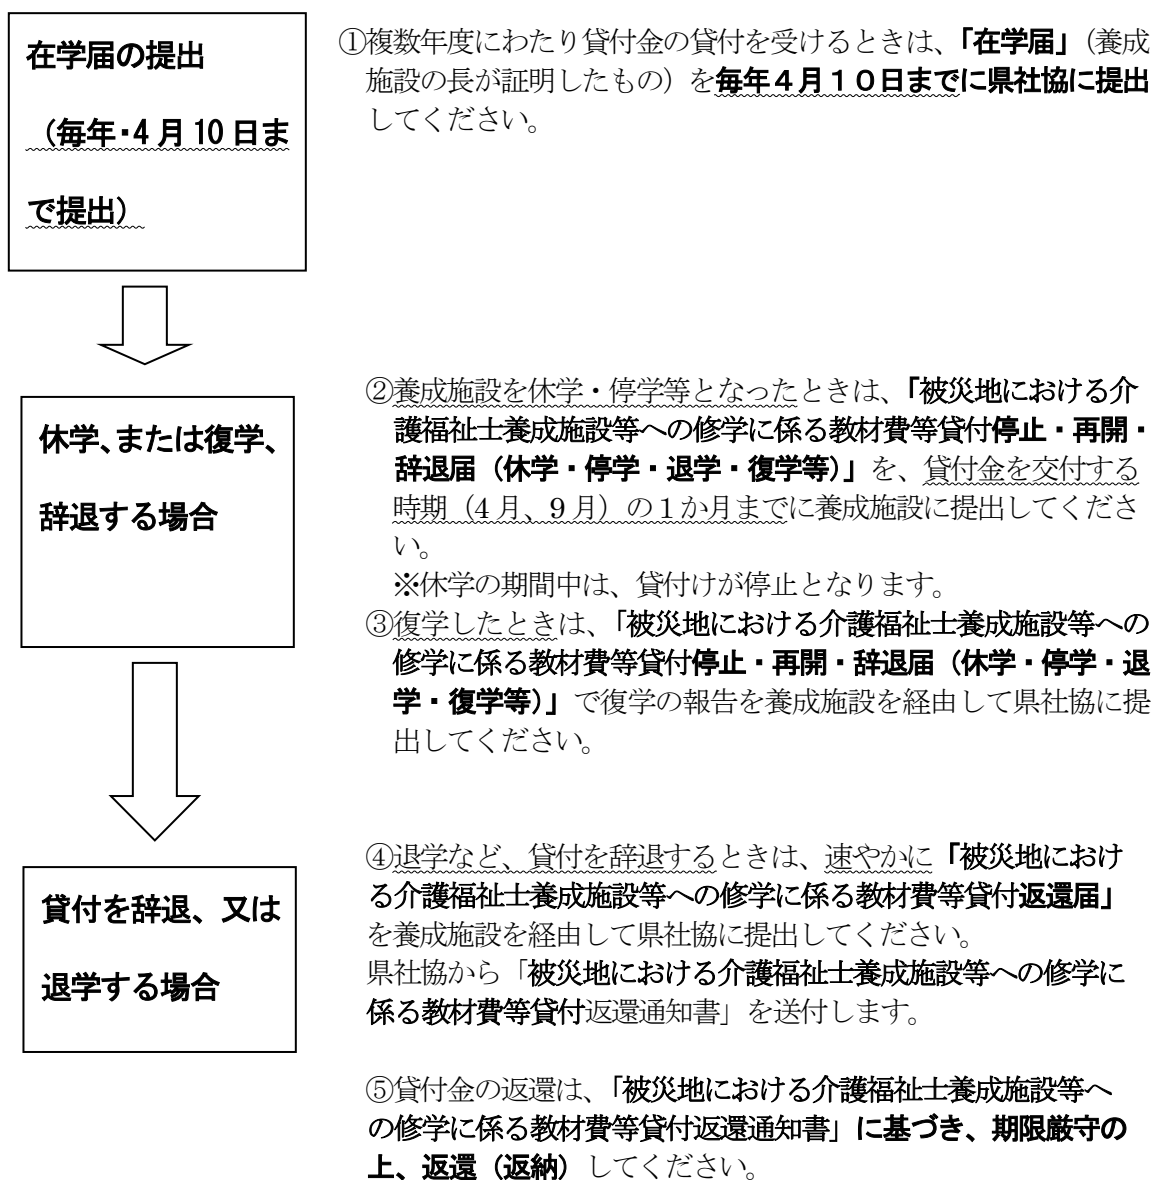 在学届の提出
（毎年・4月10日ま
で提出）
①複数年度にわたり貸付金の貸付を受けるときは、「在学届」（養成
施設の長が証明したもの）を毎年４月１０日までに県社協に提出
してください。
休学、または復学、
辞退する場合
②養成施設を休学・停学等となったときは、「被災地における介
護福祉士養成施設等への修学に係る教材費等貸付停止・再開・
辞退届（休学・停学・退学・復学等）」を、貸付金を交付する
時期（4月、9月）の１か月までに養成施設に提出してくださ
い。
※休学の期間中は、貸付けが停止となります。
③復学したときは、「被災地における介護福祉士養成施設等への
修学に係る教材費等貸付停止・再開・辞退届（休学・停学・退
学・復学等）」で復学の報告を養成施設を経由して県社協に提
出してください。
貸付を辞退、又は
退学する場合
④退学など、貸付を辞退するときは、速やかに「被災地におけ
る介護福祉士養成施設等への修学に係る教材費等貸付返還届」
を養成施設を経由して県社協に提出してください。
県社協から「被災地における介護福祉士養成施設等への修学に
係る教材費等貸付返還通知書」を送付します。
⑤貸付金の返還は、「被災地における介護福祉士養成施設等へ
の修学に係る教材費等貸付返還通知書」に基づき、期限厳守の
上、返還（返納）してください。